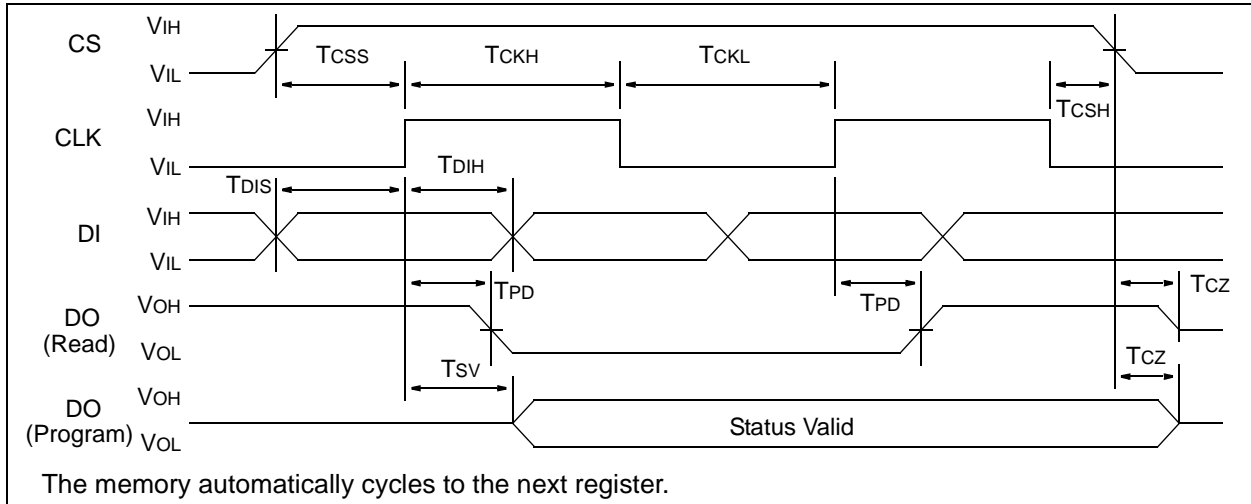 CS
VIH
VIL
TCSS
TCKH
TCKL
TCSH
CLK
VIH
VIL
TDIS
TDIH
DI
VIH
VIL
TPD
TPD
TCZ
DO
(Read)
VOH
VOL
TSV
TCZ
DO
(Program)
VOH
VOL
Status Valid
The memory automatically cycles to the next register.